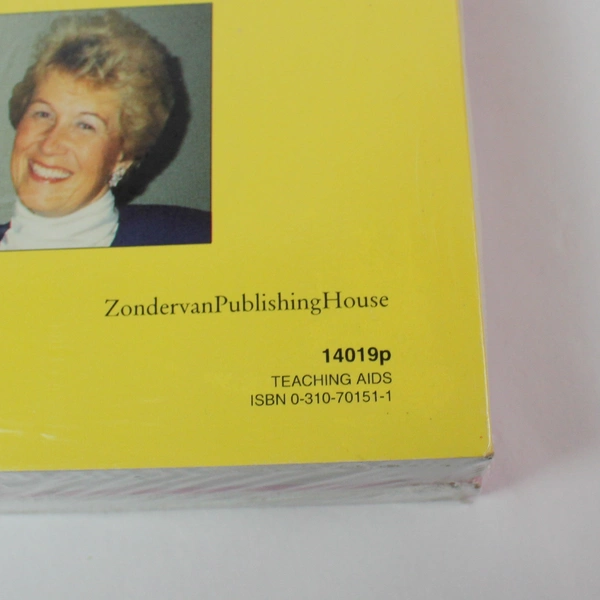 ZondervanPublishingHouse
14019p
TEACHING AIDS
ISBN 0-310-70151-1